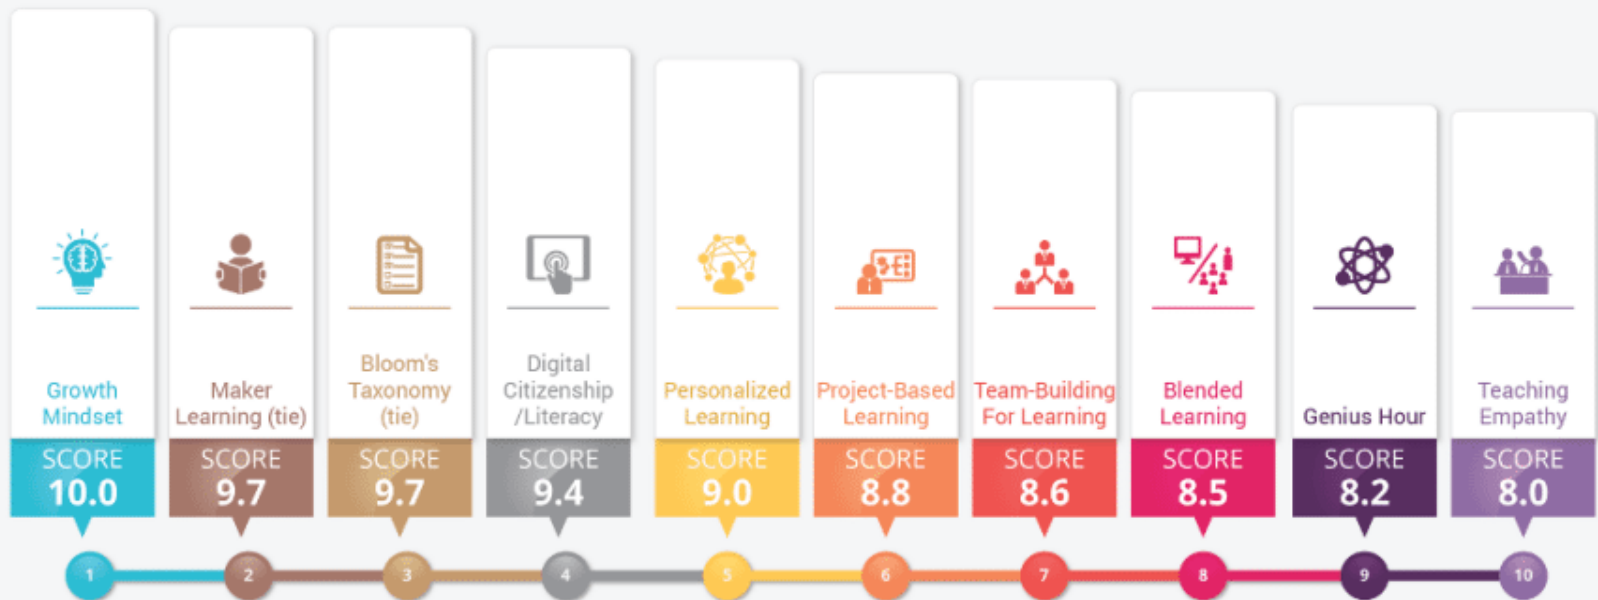 Growth
Mindset
SCORE
10.0
Maker
Learning (tie)
SCORE
9.7
Bloom's
Taxonomy
(tie)
SCORE
9.7
Digital
Citizenship
/Literacy
SCORE
9.4
Personalized
Learning
SCORE
9.0
Project-Based
Learning
SCORE
8.8
Team-Building
For Learning
SCORE
8.6
Blended
Learning
SCORE
8.5
Genius Hour
SCORE
8.2
Teaching
Empathy
SCORE
8.0
1
2
3
4
5
6
7
8
9
10